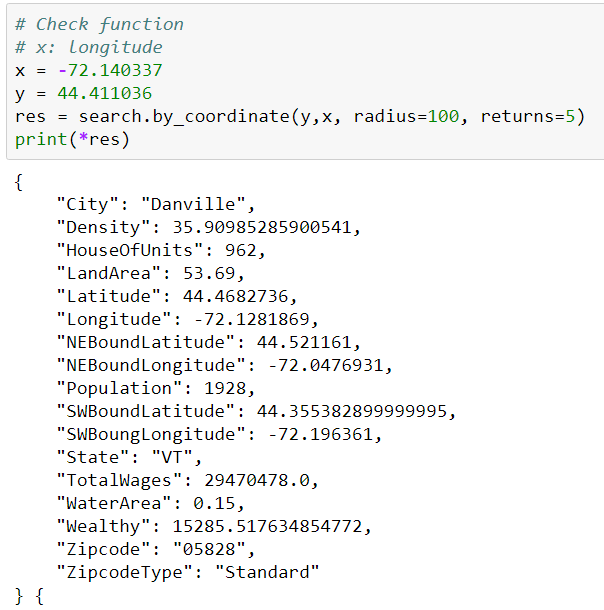 # Check function
# x: longitude
x = -72.140337
y = 44.411036
res = search.by_coordinate(y,x, radius=100, returns=5)
print(*res)
{
    "City": "Danville",
    "Density": 35.90985285900541,
    "HouseOfUnits": 962,
    "LandArea": 53.69,
    "Latitude": 44.4682736,
    "Longitude": -72.1281869,
    "NEBoundLatitude": 44.521161,
    "NEBoundLongitude": -72.0476931,
    "Population": 1928,
    "SWBoundLatitude": 44.355382899999995,
    "SWBoungLongitude": -72.196361,
    "State": "VT",
    "TotalWages": 29470478.0,
    "WaterArea": 0.15,
    "Wealthy": 15285.517634854772,
    "Zipcode": "05828",
    "ZipcodeType": "Standard"
} {